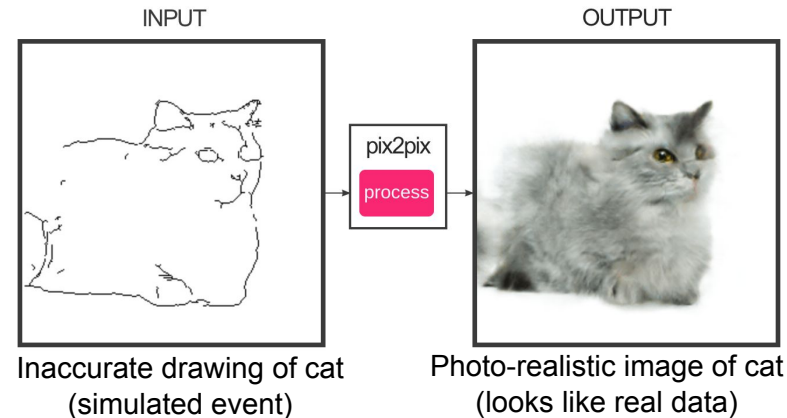 INPUT
OUTPUT
pix2pix
process
Inaccurate drawing of cat
(simulated event)
Photo-realistic image of cat
(looks like real data)